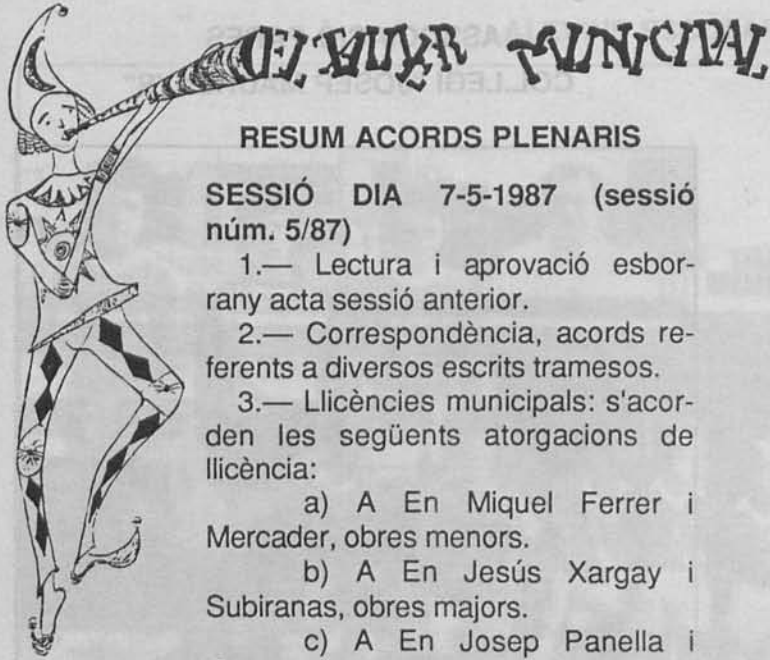 DEL XAUXAR MUNICIPAL
RESUM ACORDS PLENARIS
SESSIÓ DIA 7-5-1987 (sessió
núm. 5/87)
1.— Lectura i aprovació esbor-
rany acta sessió anterior.
2.— Correspondència, acords re-
ferents a diversos escrits tramesos.
3.— Llicències municipals: s'acor-
den les següents atorgacions de
llicència:
a) A En Miquel Ferrer i
Mercader, obres menors.
b) A En Jesús Xargay i
Subiranas, obres majors.
c) A En Josep Panella i